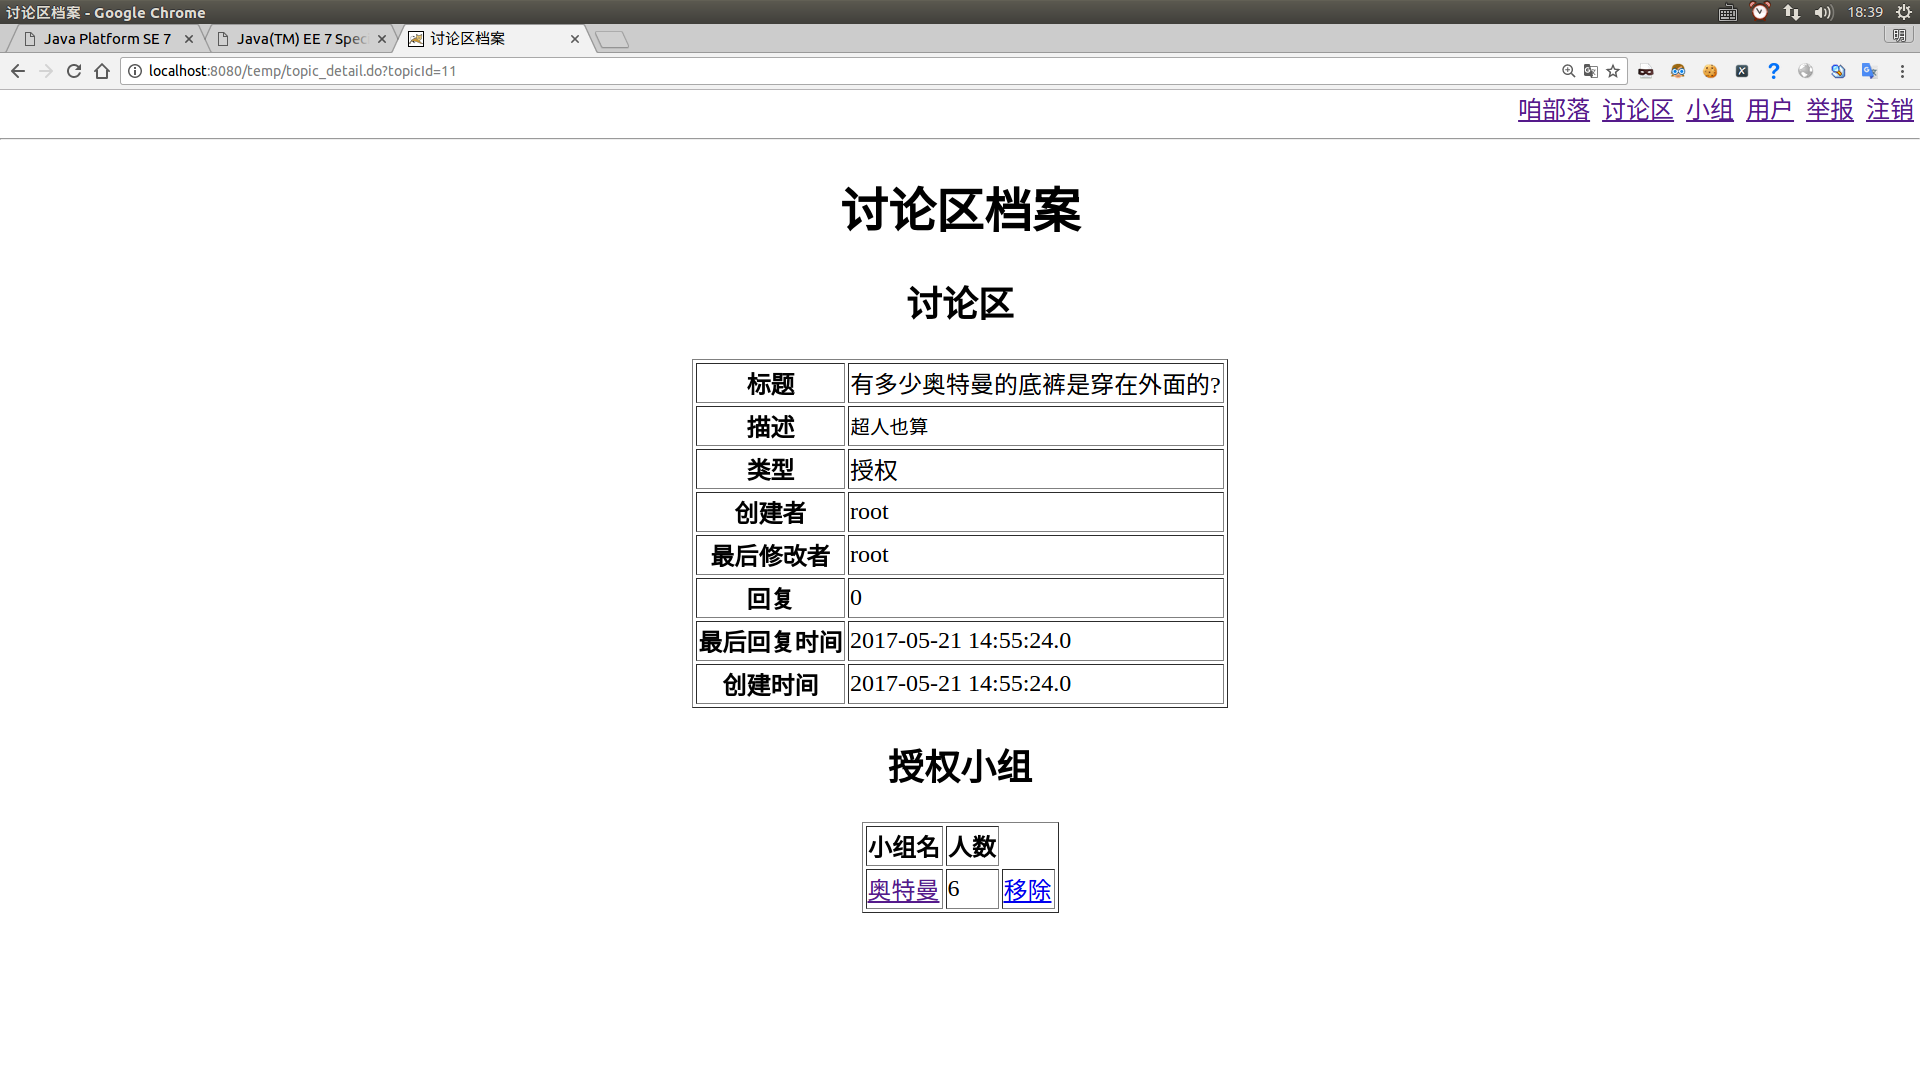 讨论区档案 - Google Chrome
18:39
Java Platform SE 7
Java(TM) EE 7 Spec
讨论区档案
localhost:8080/temp/topic_detail.do?topicId=11
咱部落 讨论区 小组 用户 举报 注销
讨论区档案
讨论区
标题 有多少奥特曼的底裤是穿在外面的?
描述 超人也算
类型 授权
创建者 root
最后修改者 root
回复 0
最后回复时间 2017-05-21 14:55:24.0
创建时间 2017-05-21 14:55:24.0
授权小组
小组名 人数
奥特曼 6 移除